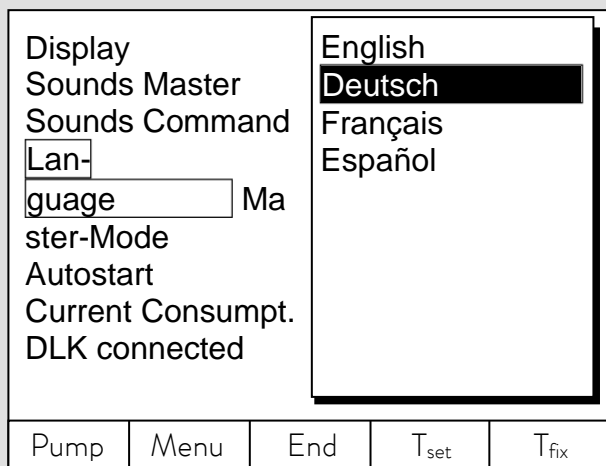 Display
Sounds Master
Sounds Command
Lan-
guage Ma
ster-Mode
Autostart
Current Consumpt.
DLK connected
English
Deutsch
Français
Español
Pump Menu End Tset Tfix